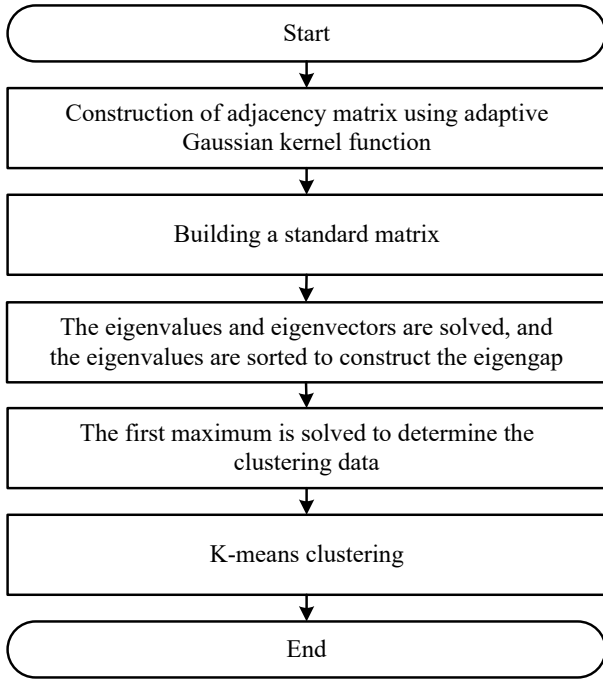 Start
Construction of adjacency matrix using adaptive
Gaussian kernel function
Building a standard matrix
The eigenvalues and eigenvectors are solved, and
the eigenvalues are sorted to construct the eigengap
The first maximum is solved to determine the
clustering data
K-means clustering
End